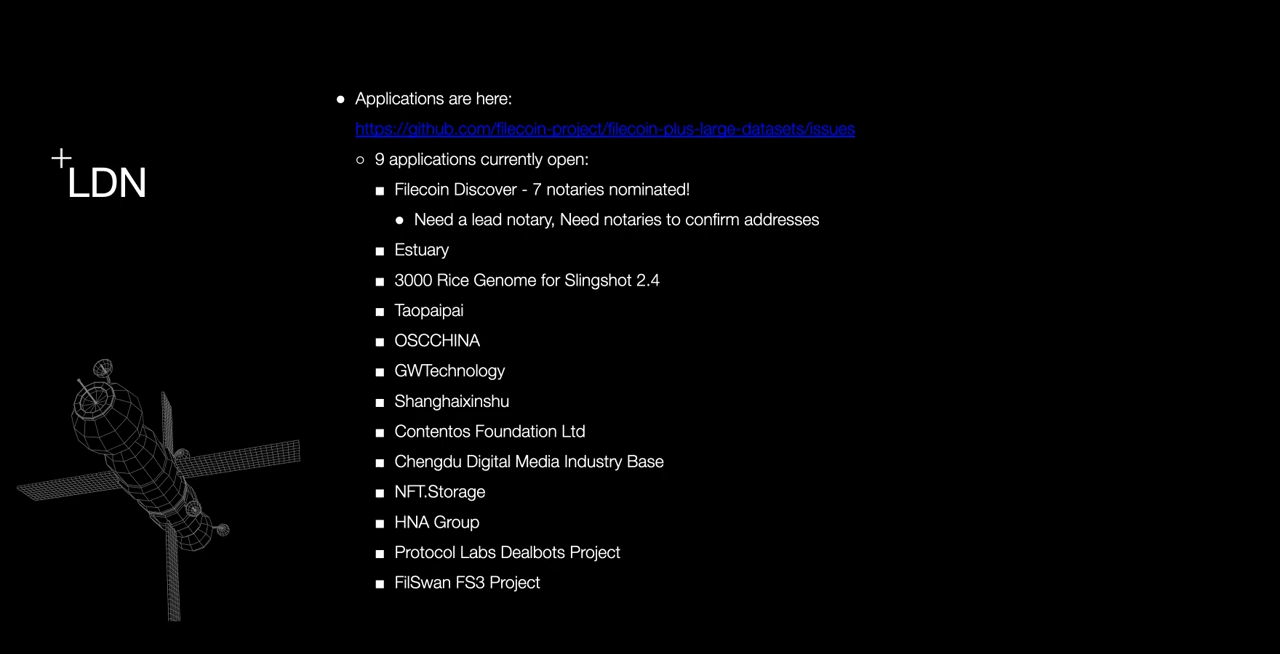 +
LDN
● Applications are here:
https://github.com/filecoin-project/filecoin-plus-large-datasets/issues
○ 9 applications currently open:
■ Filecoin Discover - 7 notaries nominated!
● Need a lead notary, Need notaries to confirm addresses
■ Estuary
■ 3000 Rice Genome for Slingshot 2.4
■ Taopaipai
■ OSCCHINA
■ GWTechnology
■ Shanghaixinshu
■ Contentos Foundation Ltd
■ Chengdu Digital Media Industry Base
■ NFT.Storage
■ HNA Group
■ Protocol Labs Dealbots Project
■ FilSwan FS3 Project